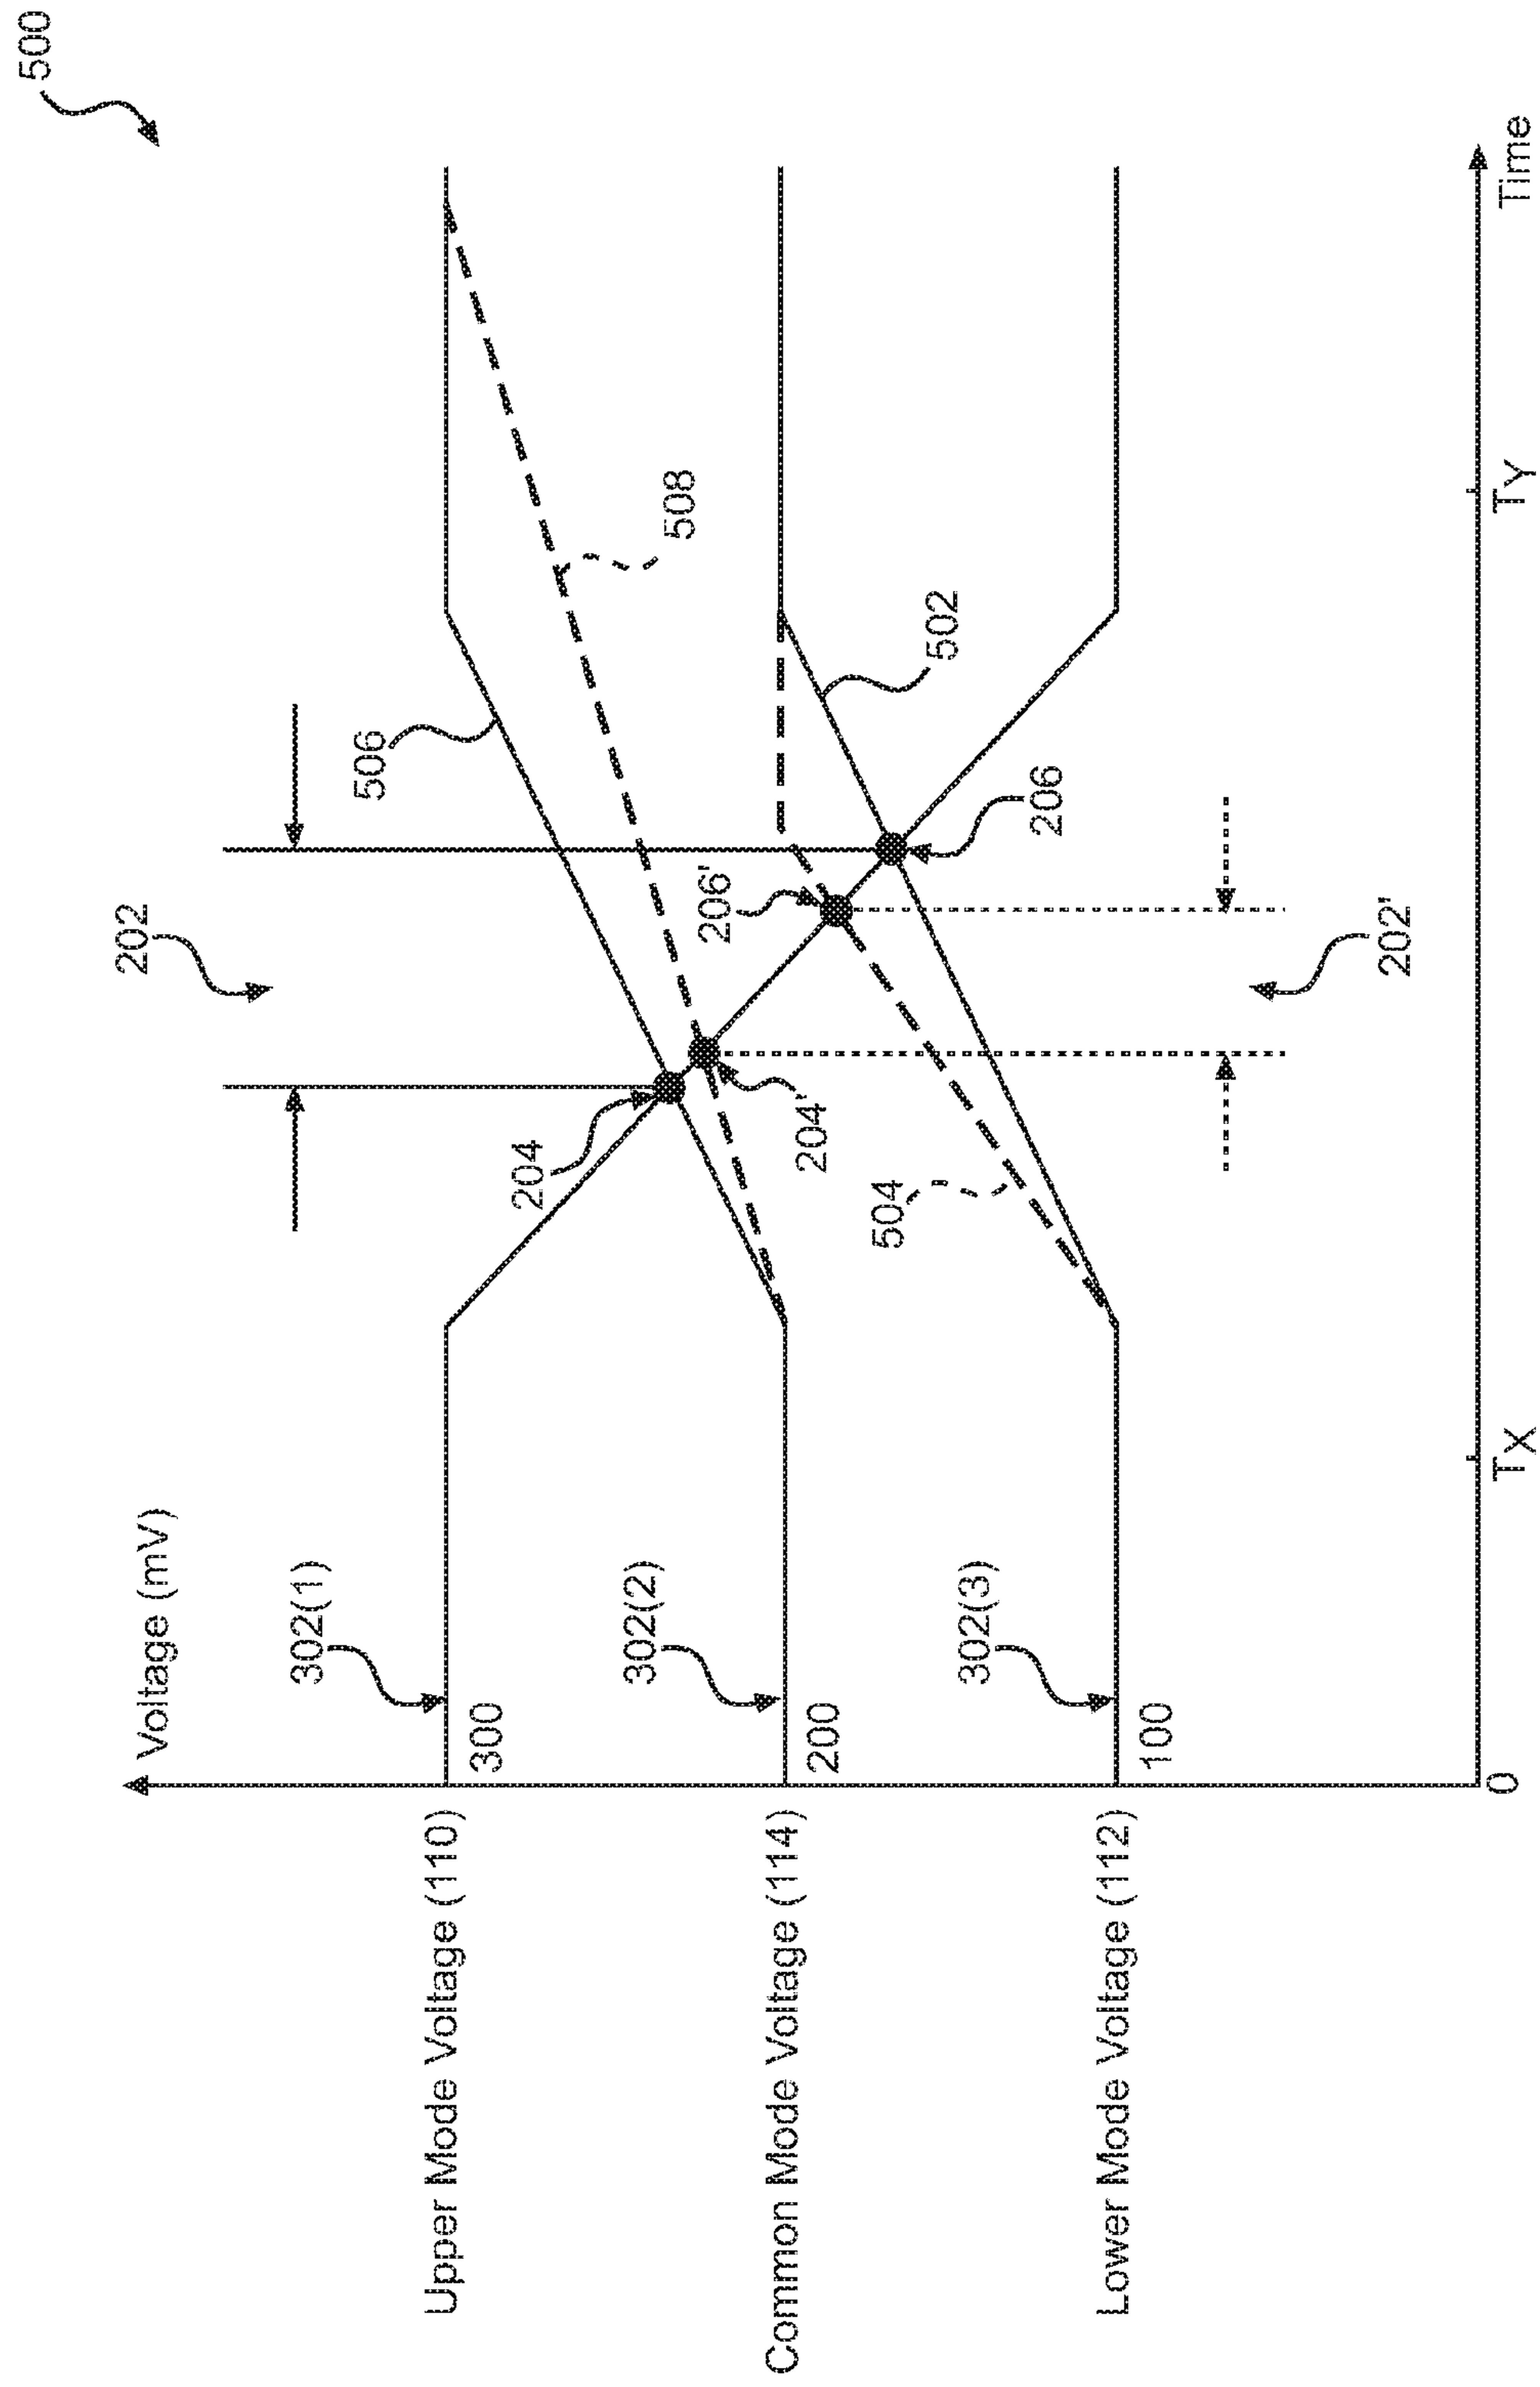 500
Voltage (mV)
202
302(1)
506
Upper Mode Voltage (110)
300
204
508
302(2)
206'
Common Mode Voltage (114)
200
204'
504
502
302(3)
206
Lower Mode Voltage (112)
100
202'
0
TX
TY
Time